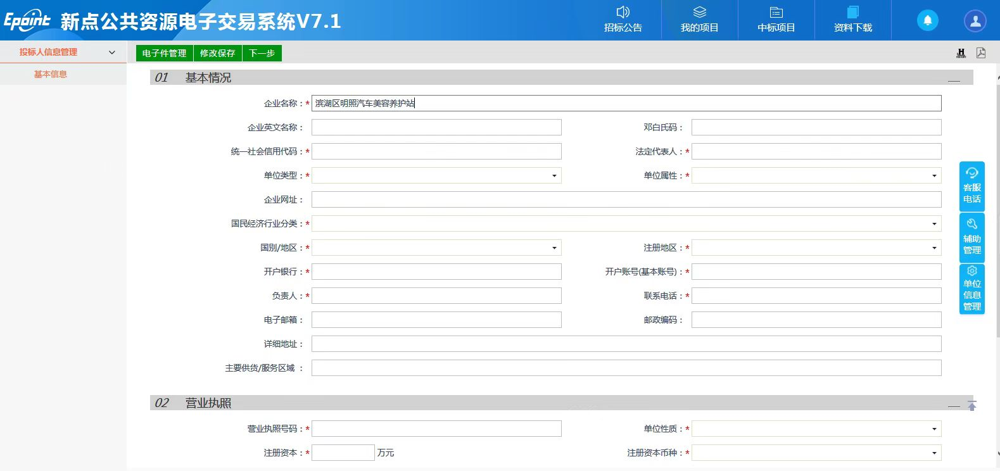 Epoint 新点公共资源电子交易系统V7.1
招标公告 我的项目 中标项目 资料下载
投标人信息管理
基本信息
电子件管理 修改保存 下一步
01 基本情况
企业名称：* 滨湖区明照汽车美容养护站
企业英文名称： 邓白氏码：
统一社会信用代码：* 法定代表人：*
单位类型：* 单位属性：*
企业网址：
国民经济行业分类：*
国别/地区：* 注册地区：*
开户银行：* 开户账号(基本账号)：*
负责人：* 联系电话：*
电子邮箱： 邮政编码：
详细地址：
主要供货/服务区域 ：
客服
电话
辅助
管理
单位
信息
管理
02 营业执照
营业执照号码：* 单位性质：*
注册资本：* 万元 注册资本币种：*